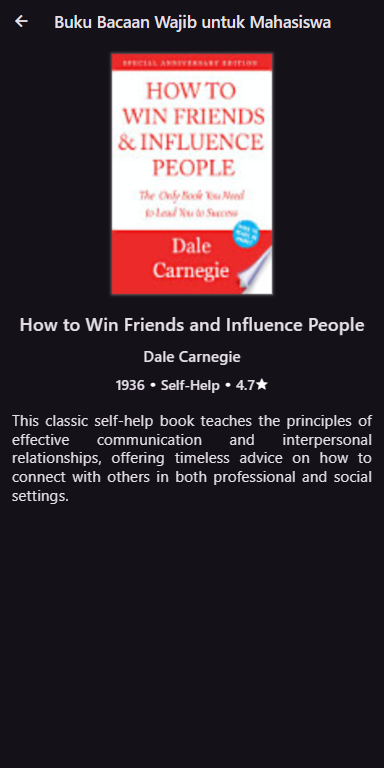 Buku Bacaan Wajib untuk Mahasiswa
SPECIAL ANNIVERSARY EDITION
HOW TO
WIN FRIENDS
& INFLUENCE
PEOPLE
The Only Book You Need
to Lead You to Success
Dale
Carnegie
How to Win Friends and Influence People
Dale Carnegie
1936 • Self-Help • 4.7★
This classic self-help book teaches the principles of
effective communication and interpersonal
relationships, offering timeless advice on how to
connect with others in both professional and social
settings.